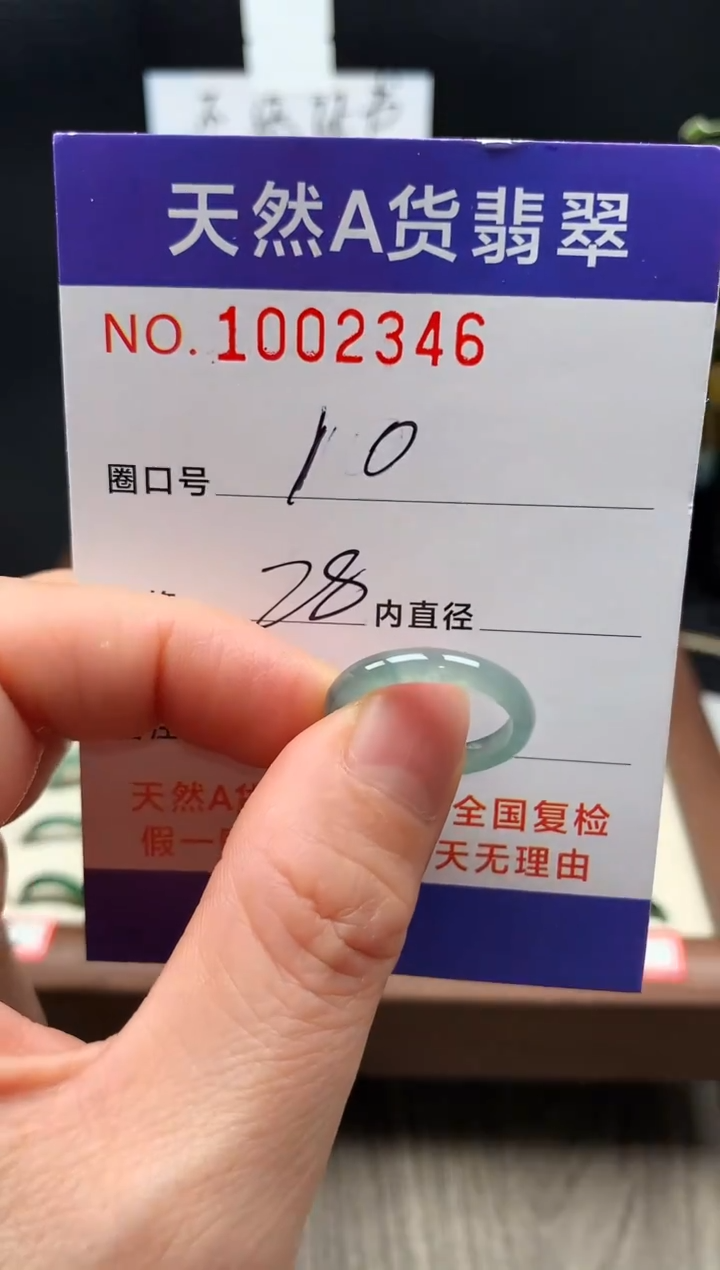 天然A货翡翠
NO. 1002346
圈口号 10
28 内直径
天然A 全国复检
假一 天无理由